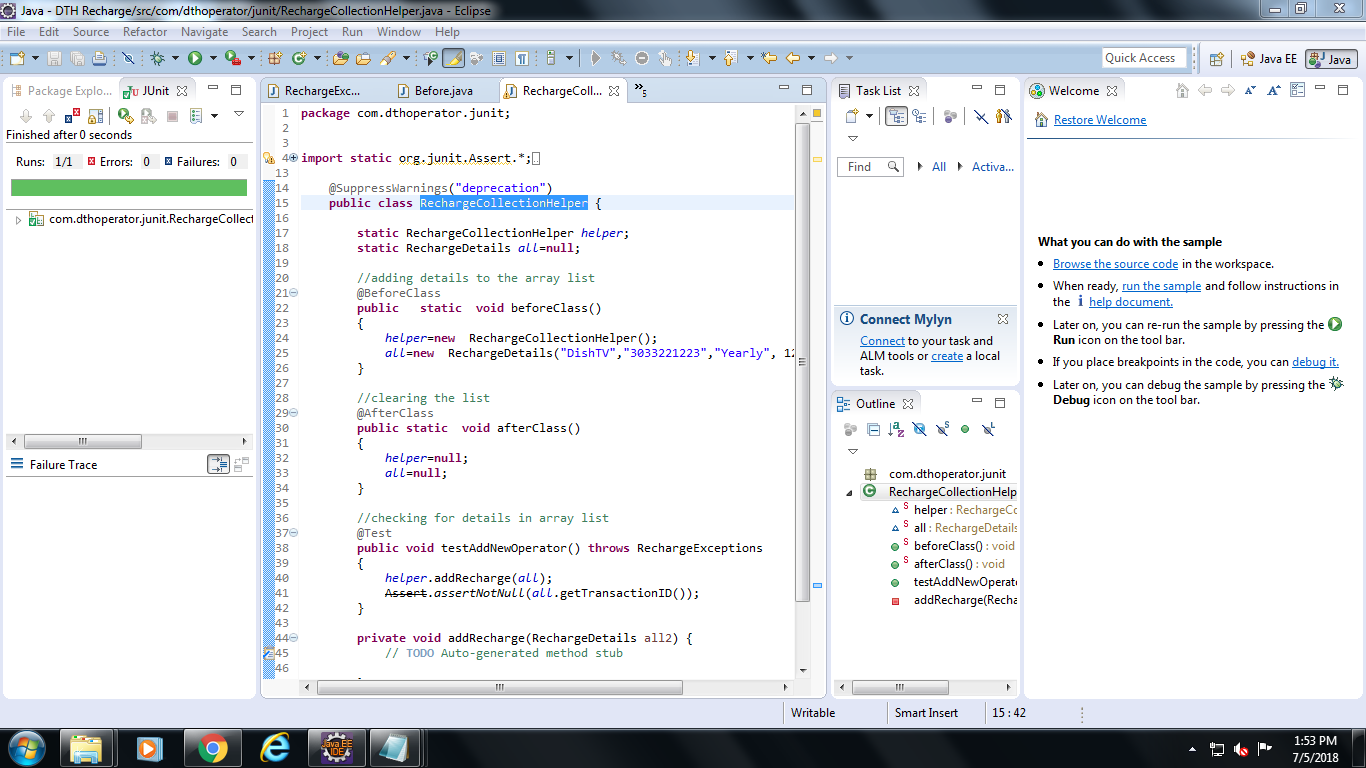 Java - DTH Recharge/src/com/dthoperator/junit/RechargeCollectionHelper.java - Eclipse
File Edit Source Refactor Navigate Search Project Run Window Help
Quick Access Java EE Java
Package Explo... JUnit
Finished after 0 seconds
Runs: 1/1 Errors: 0 Failures: 0
com.dthoperator.junit.RechargeCollect
Failure Trace
RechargeExc... Before.java RechargeColl... »5
1 package com.dthoperator.junit;
2
3
4 import static org.junit.Assert.*;
13
14 @SuppressWarnings("deprecation")
15 public class RechargeCollectionHelper {
16
17 static RechargeCollectionHelper helper;
18 static RechargeDetails all=null;
19
20 //adding details to the array list
21 @BeforeClass
22 public static void beforeClass()
23 {
24 helper=new RechargeCollectionHelper();
25 all=new RechargeDetails("DishTV","3033221223","Yearly", 12
26 }
27
28 //clearing the list
29 @AfterClass
30 public static void afterClass()
31 {
32 helper=null;
33 all=null;
34 }
35
36 //checking for details in array list
37 @Test
38 public void testAddNewOperator() throws RechargeExceptions
39 {
40 helper.addRecharge(all);
41 Assert.assertNotNull(all.getTransactionID());
42 }
43
44 private void addRecharge(RechargeDetails all2) {
45 // TODO Auto-generated method stub
46
Task List
Find All Activa...
Connect Mylyn
Connect to your task and
ALM tools or create a local
task.
Outline
com.dthoperator.junit
RechargeCollectionHelp
helper : RechargeCo
all : RechargeDetails
beforeClass() : void
afterClass() : void
testAddNewOperato
addRecharge(Recha
Welcome
Restore Welcome
What you can do with the sample
Browse the source code in the workspace.
When ready, run the sample and follow instructions in
the i help document.
Later on, you can re-run the sample by pressing the
Run icon on the tool bar.
If you place breakpoints in the code, you can debug it.
Later on, you can debug the sample by pressing the
Debug icon on the tool bar.
Writable Smart Insert 15 : 42
Java EE
IDE
1:53 PM
7/5/2018